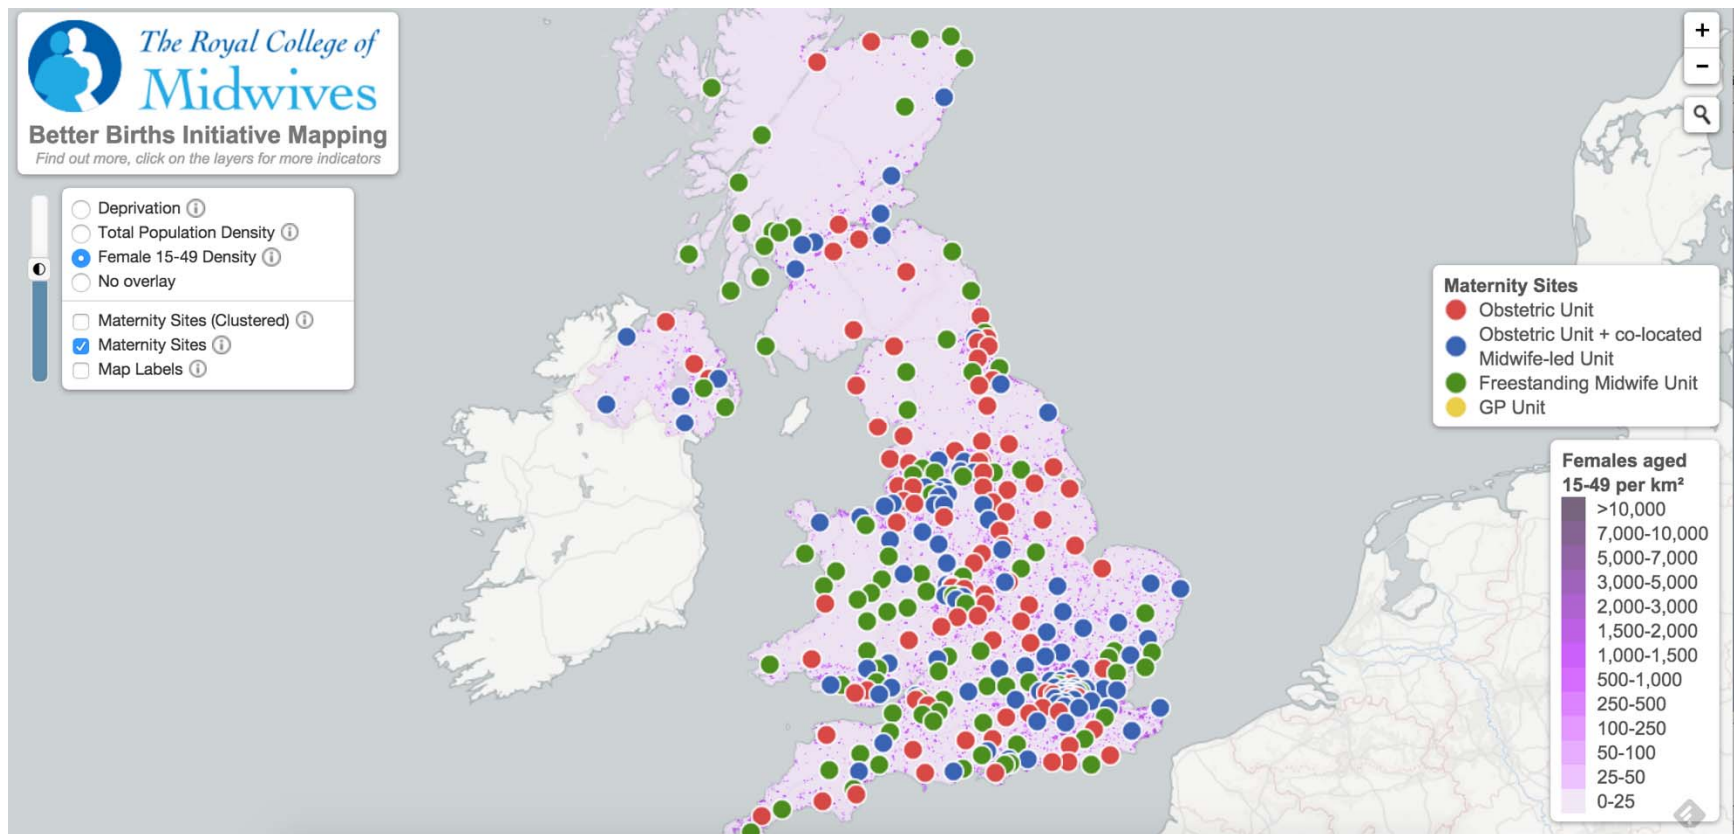 The Royal College of
Midwives
Better Births Initiative Mapping
Find out more, click on the layers for more indicators
Deprivation
Total Population Density
Female 15-49 Density
No overlay
Maternity Sites (Clustered)
Maternity Sites
Map Labels
+
−
Maternity Sites
Obstetric Unit
Obstetric Unit + co-located
Midwife-led Unit
Freestanding Midwife Unit
GP Unit
Females aged
15-49 per km²
>10,000
7,000-10,000
5,000-7,000
3,000-5,000
2,000-3,000
1,500-2,000
1,000-1,500
500-1,000
250-500
100-250
50-100
25-50
0-25